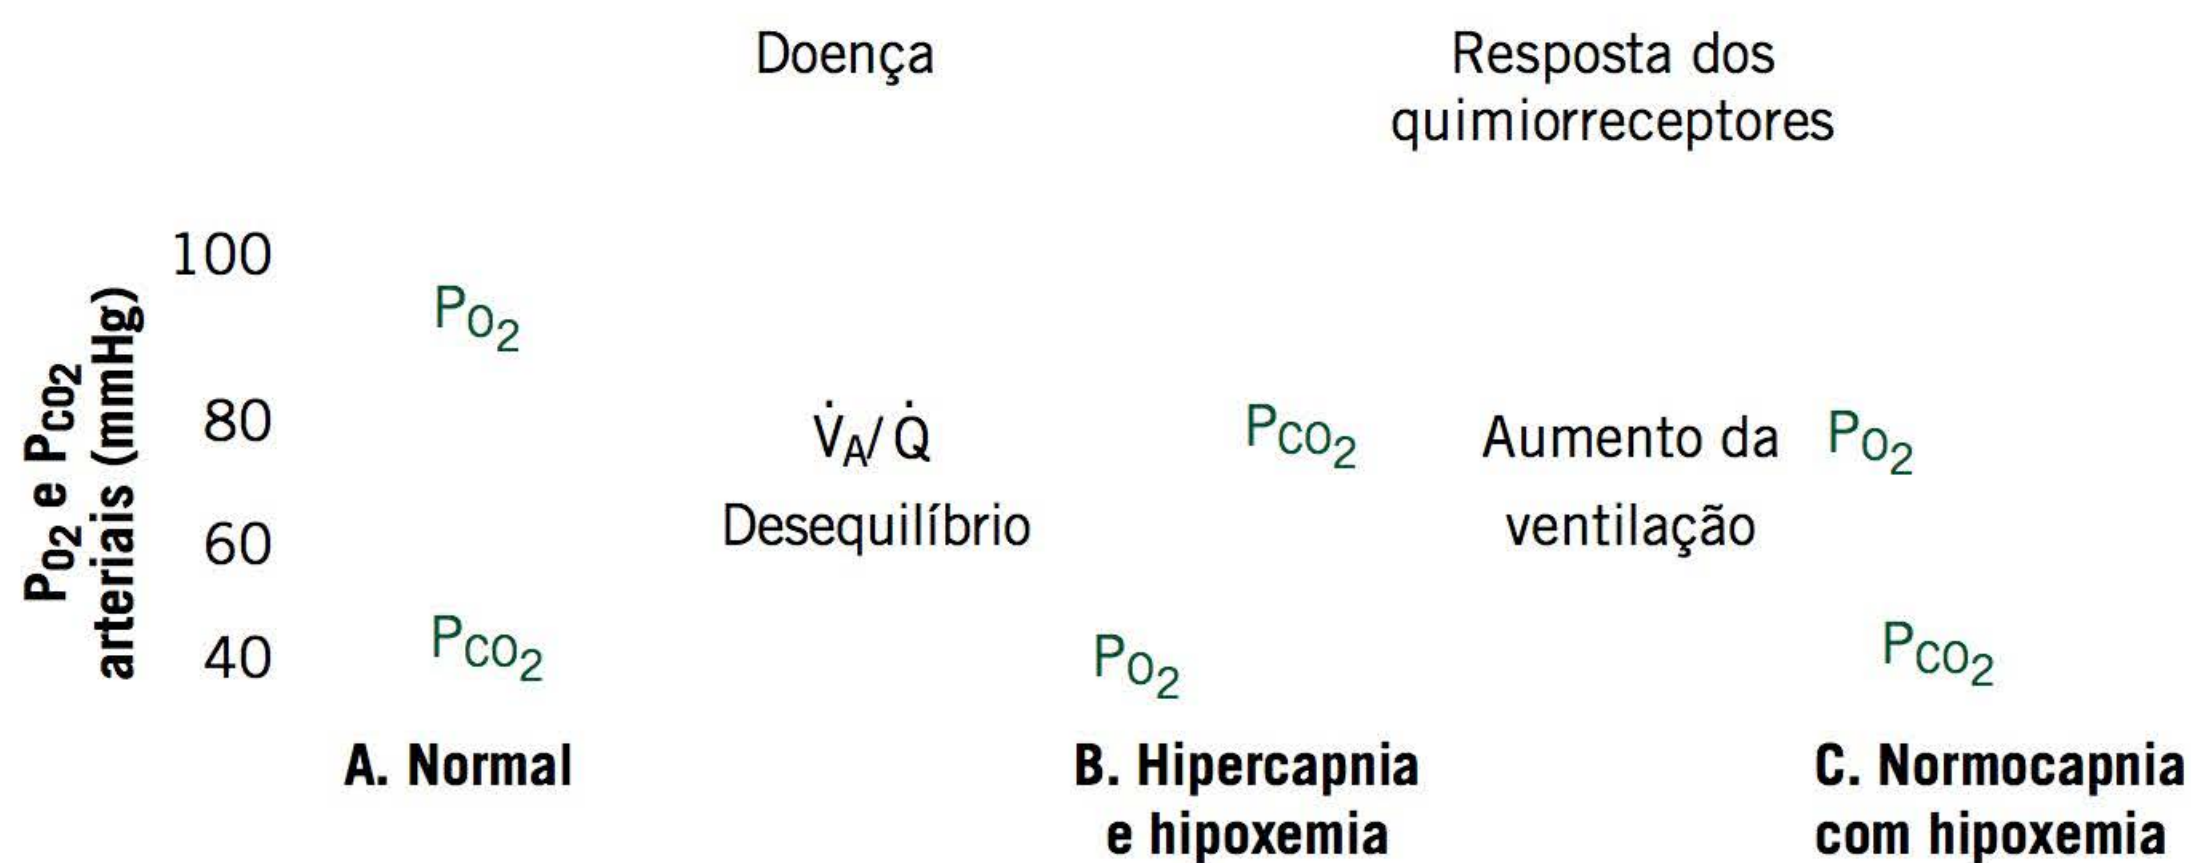 Doença
Resposta dos
quimiorreceptores
PO2 e PCO2
arteriais (mmHg)
100
80
60
40
PO2
PCO2
V̇A/ Q̇
Desequilíbrio
PCO2
PO2
Aumento da
ventilação
PO2
PCO2
A. Normal
B. Hipercapnia
e hipoxemia
C. Normocapnia
com hipoxemia